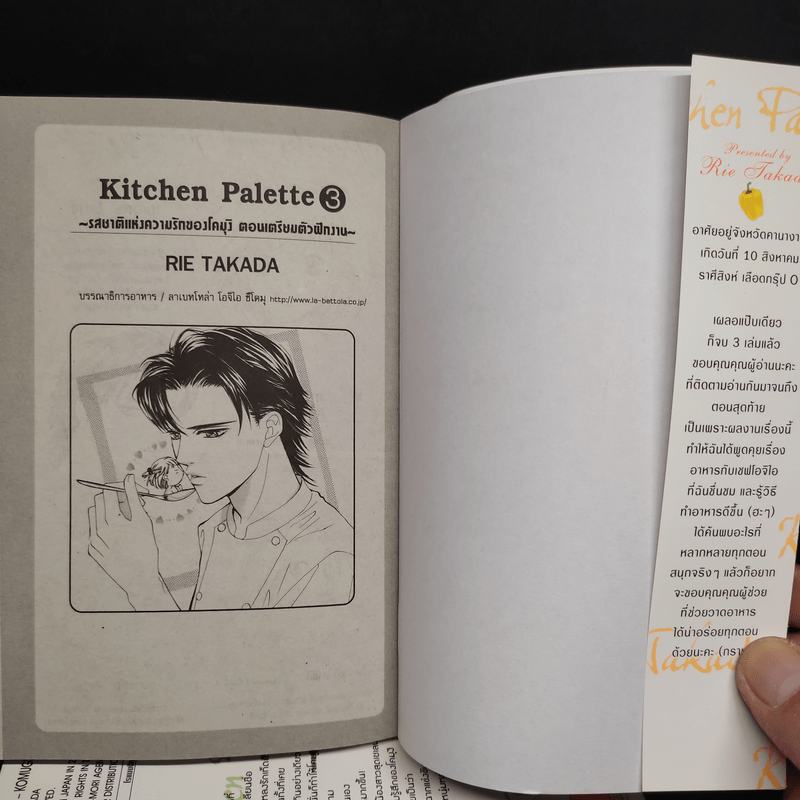 Kitchen Palette 3
~รสชาติแห่งความรักของโคมุงิ ตอนเตรียมตัวฝึกงาน~
RIE TAKADA
บรรณาธิการอาหาร / ลาเบทโทล่า โอจิไอ ซึโตมุ http://www.la-bettola.co.jp/
hen Pa
Presented by
Rie Takad
อาศัยอยู่จังหวัดคานางา
เกิดวันที่ 10 สิงหาคม
ราศีสิงห์ เลือดกรุ๊ป O
เผลอแป๊บเดียว
ก็จบ 3 เล่มแล้ว
ขอบคุณคุณผู้อ่านนะคะ
ที่ติดตามอ่านกันมาจนถึง
ตอนสุดท้าย
เป็นเพราะผลงานเรื่องนี้
ทำให้ฉันได้พูดคุยเรื่อง
อาหารกับเชฟโอจิไอ
ที่ฉันชื่นชม และรู้วิธี
ทำอาหารดีขึ้น (ฮะๆ)
ได้ค้นพบอะไรที่
หลากหลายทุกตอน
สนุกจริงๆ แล้วก็อยาก
จะขอบคุณคุณผู้ช่วย
ที่ช่วยวาดอาหาร
ได้น่าอร่อยทุกตอน
ด้วยนะคะ (กราบ
Takad